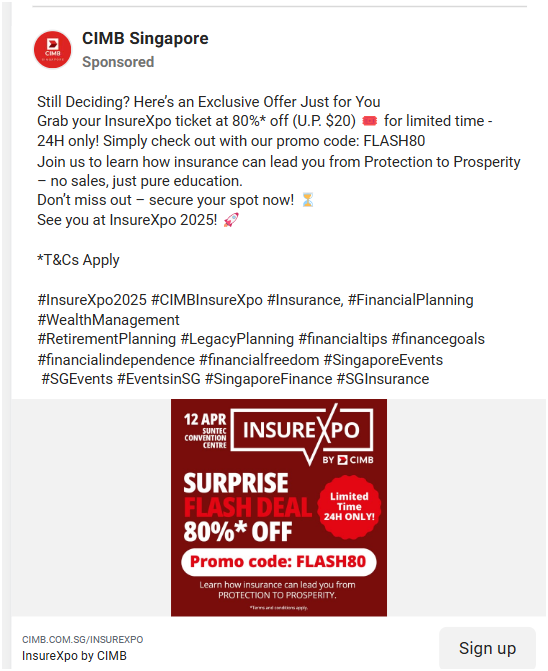 CIMB Singapore
Sponsored
Still Deciding? Here's an Exclusive Offer Just for You
Grab your InsureXpo ticket at 80%* off (U.P. $20) 🎟️ for limited time -
24H only! Simply check out with our promo code: FLASH80
Join us to learn how insurance can lead you from Protection to Prosperity
– no sales, just pure education.
Don't miss out – secure your spot now! ⏳
See you at InsureXpo 2025! 🚀
*T&Cs Apply
#InsureXpo2025 #CIMBInsureXpo #Insurance, #FinancialPlanning
#WealthManagement
#RetirementPlanning #LegacyPlanning #financialtips #financegoals
#financialindependence #financialfreedom #SingaporeEvents
#SGEvents #EventsinSG #SingaporeFinance #SGInsurance
12 APR
SUNTEC
CONVENTION
CENTRE
INSUREXPO
BY CIMB
SURPRISE
FLASH DEAL
80%* OFF
Limited
Time
24H ONLY!
Promo code: FLASH80
Learn how insurance can lead you from
PROTECTION TO PROSPERITY.
*Terms and conditions apply.
CIMB.COM.SG/INSUREXPO
InsureXpo by CIMB
Sign up